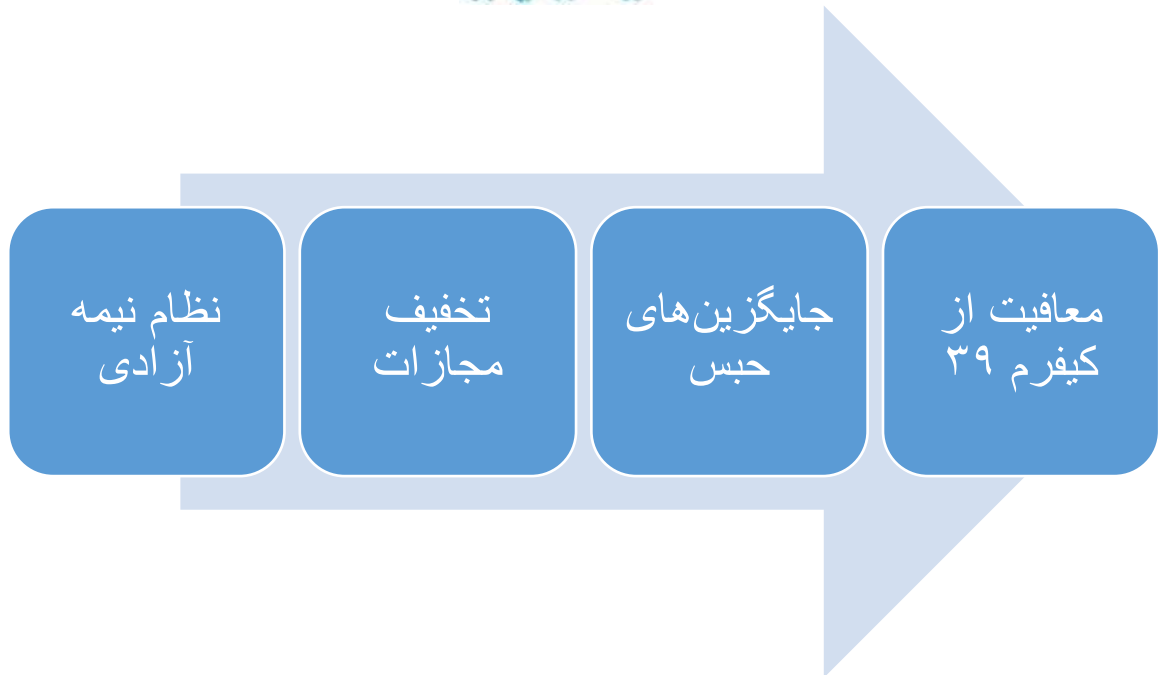 معافیت از
کیفرم ۳۹
جایگزین‌های
حبس
تخفیف
مجازات
نظام نیمه
آزادی